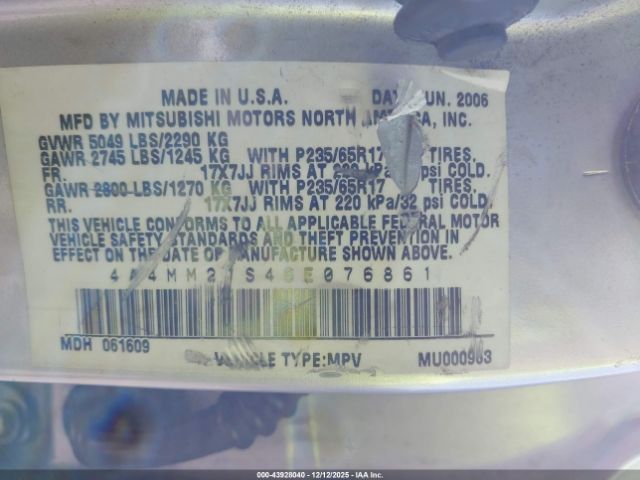 MADE IN U.S.A. JUN. 2006
MFD BY MITSUBISHI MOTORS NORTH AMERICA, INC.
GVWR 5049 LBS/2290 KG
GAWR 2745 LBS/1245 KG WITH P235/65R17 TIRES.
FR. 17X7JJ RIMS AT psi COLD.
GAWR 2800 LBS/1270 KG WITH P235/65R17 TIRES.
RR. 17X7JJ RIMS AT 220 kPa/32 psi COLD.
THIS VEHICLE CONFORMS TO ALL APPLICABLE FEDERAL MOTOR
VEHICLE SAFETY STANDARDS AND THEFT PREVENTION IN
EFFECT ON THE DATE OF MANUFACTURE SHOWN ABOVE.
MDH 061609 VEHICLE TYPE:MPV
000-43928040 - 12/12/2025 - IAA Inc.